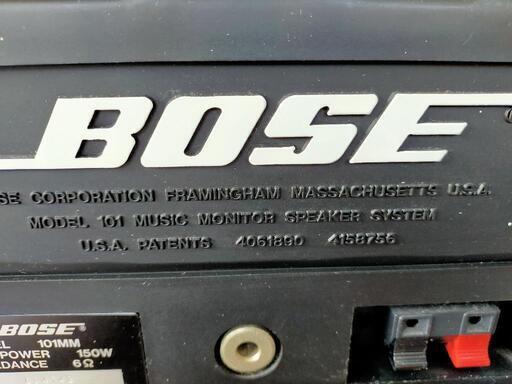 BOSE
SE CORPORATION FRAMINGHAM MASSACHUSETTS U.S.A.
MODEL 101 MUSIC MONITOR SPEAKER SYSTEM
U.S.A. PATENTS 4061890 4158756
BOSE
EL 101MM
POWER 150W
EDANCE 6Ω